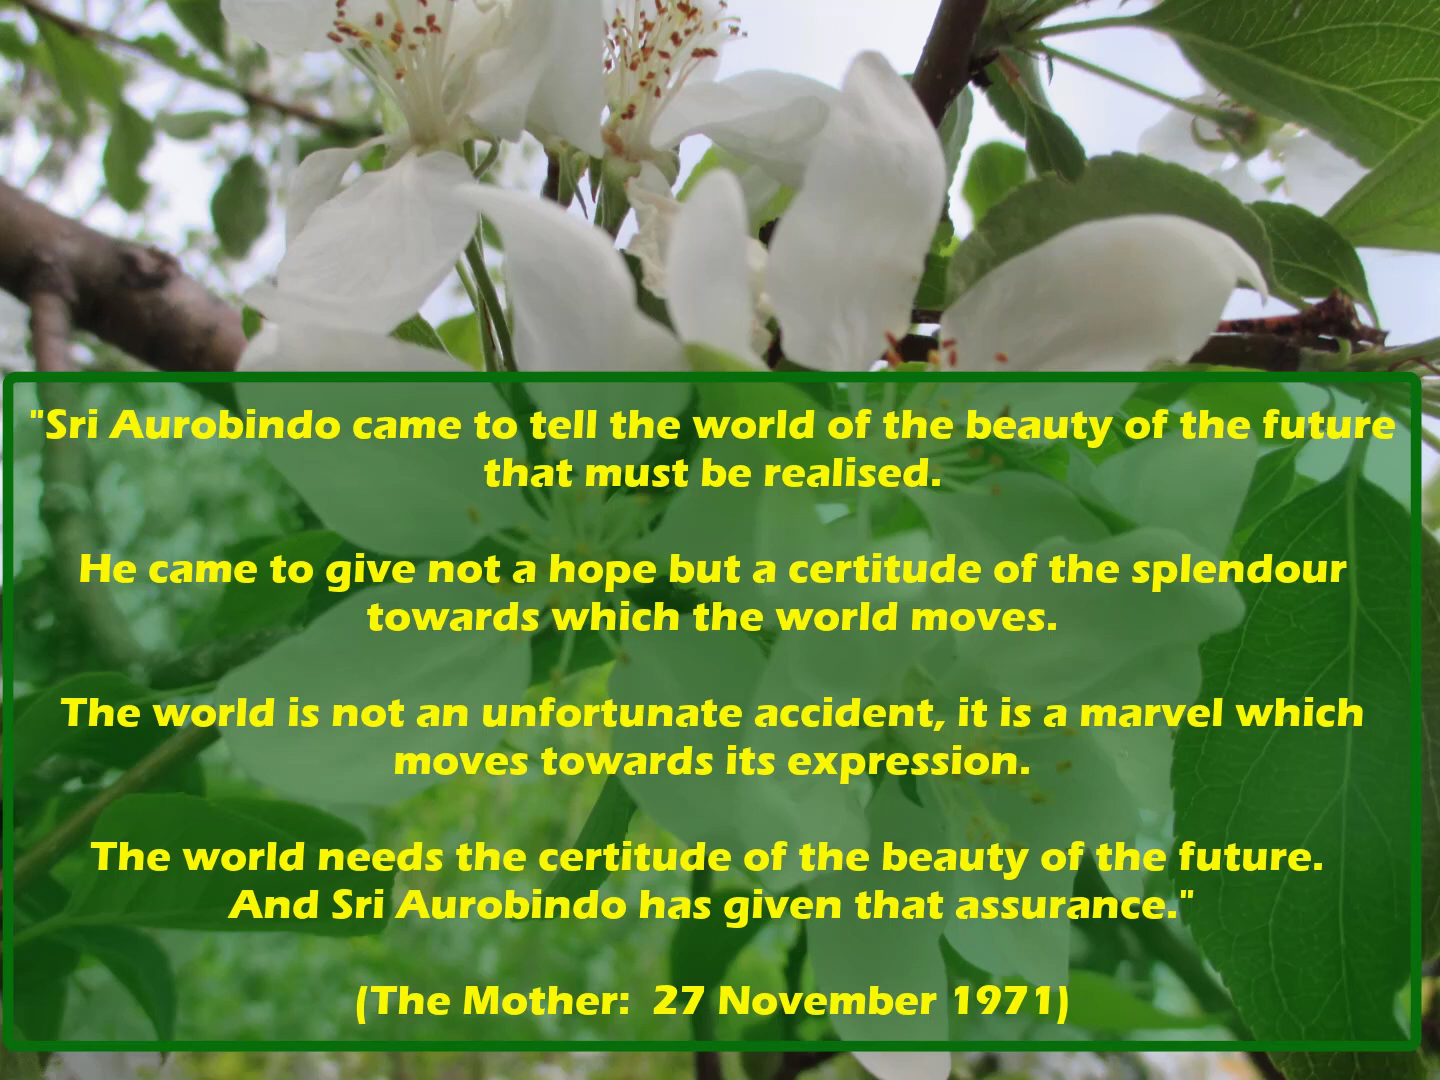 "Sri Aurobindo came to tell the world of the beauty of the future
that must be realised.
He came to give not a hope but a certitude of the splendour
towards which the world moves.
The world is not an unfortunate accident, it is a marvel which
moves towards its expression.
The world needs the certitude of the beauty of the future.
And Sri Aurobindo has given that assurance."
(The Mother:  27 November 1971)